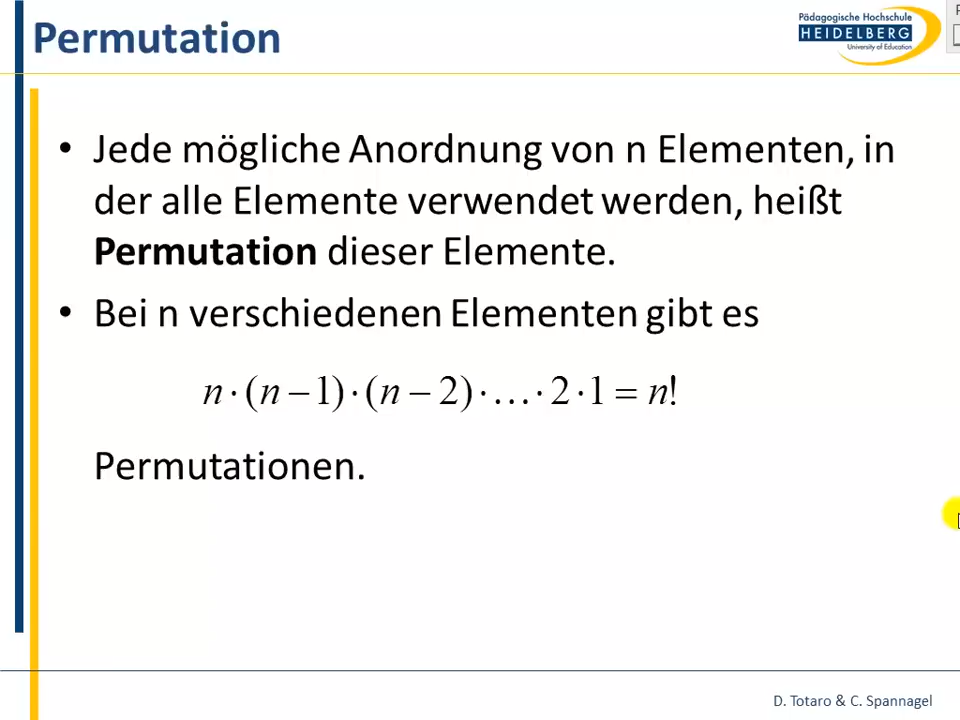 Permutation
Pädagogische Hochschule
HEIDELBERG
University of Education
P
• Jede mögliche Anordnung von n Elementen, in
der alle Elemente verwendet werden, heißt
Permutation dieser Elemente.
• Bei n verschiedenen Elementen gibt es
n·(n−1)·(n−2)·…·2·1 = n!
Permutationen.
D. Totaro & C. Spannagel